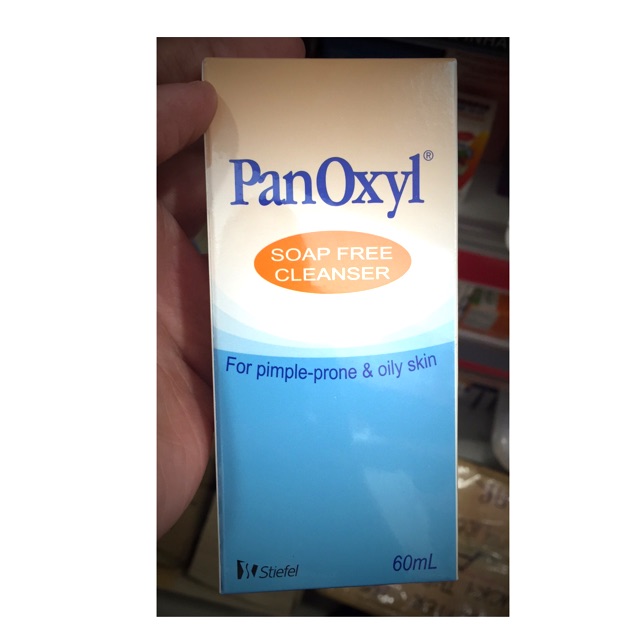 PanOxyl®
SOAP FREE
CLEANSER
For pimple-prone & oily skin
Stiefel
60mL